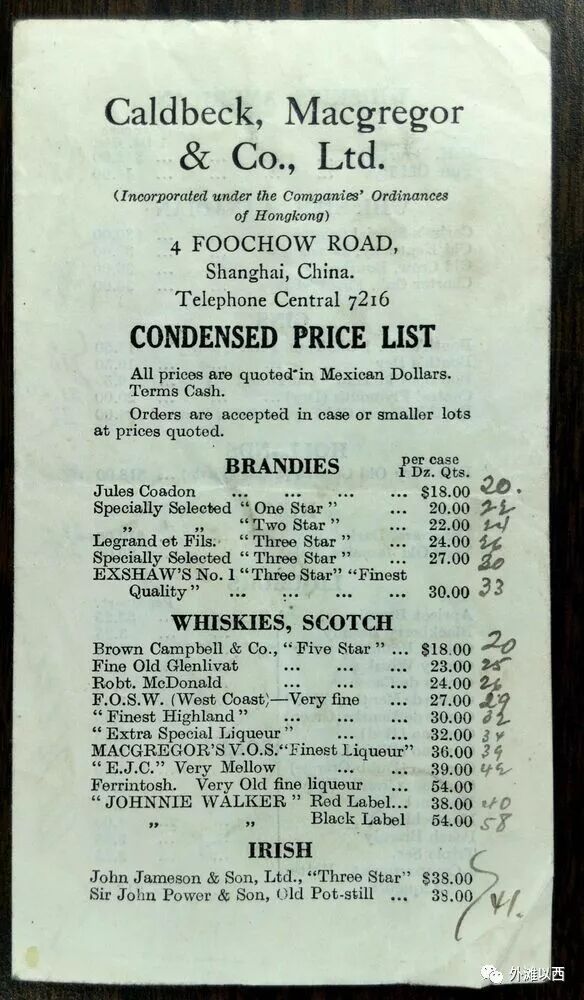 Caldbeck, Macgregor
& Co., Ltd.
(Incorporated under the Companies' Ordinances
of Hongkong)
4 FOOCHOW ROAD,
Shanghai, China.
Telephone Central 7216
CONDENSED PRICE LIST
All prices are quoted in Mexican Dollars.
Terms Cash.
Orders are accepted in case or smaller lots
at prices quoted.
BRANDIES per case
1 Dz. Qts.
Jules Coadon ... ... ... ... $18.00 20.
Specially Selected "One Star" ... 20.00 22
„ „ "Two Star" ... 22.00 24
Legrand et Fils. "Three Star" ... 24.00 26
Specially Selected "Three Star" ... 27.00 30
EXSHAW'S No. 1 "Three Star" "Finest
Quality" ... ... ... ... 30.00 33
WHISKIES, SCOTCH
Brown Campbell & Co., "Five Star" ... $18.00 20
Fine Old Glenlivat ... ... ... 23.00 25
Robt. McDonald ... ... ... 24.00 26
F.O.S.W. (West Coast)—Very fine ... 27.00 29
"Finest Highland" ... ... ... 30.00 32
"Extra Special Liqueur" ... ... 32.00 34
MACGREGOR'S V.O.S. "Finest Liqueur" 36.00 39
"E.J.C." Very Mellow ... ... 39.00 42
Ferrintosh. Very Old fine liqueur ... 54.00
"JOHNNIE WALKER" Red Label... 38.00 40
„ „ Black Label 54.00 58
IRISH
John Jameson & Son, Ltd., "Three Star" $38.00
Sir John Power & Son, Old Pot-still ... 38.00 41.
外滩以西